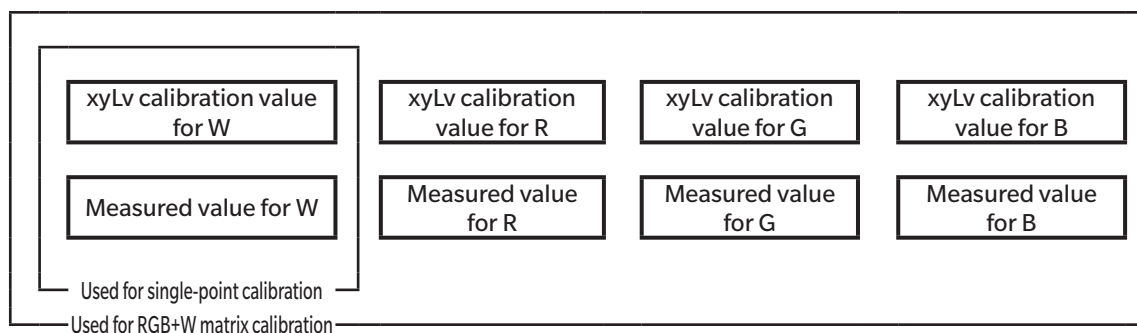 xyLv calibration value
for W
xyLv calibration
value for R
xyLv calibration
value for G
xyLv calibration
value for B
Measured value for W
Measured value
for R
Measured value
for G
Measured value
for B
Used for single-point calibration
Used for RGB+W matrix calibration